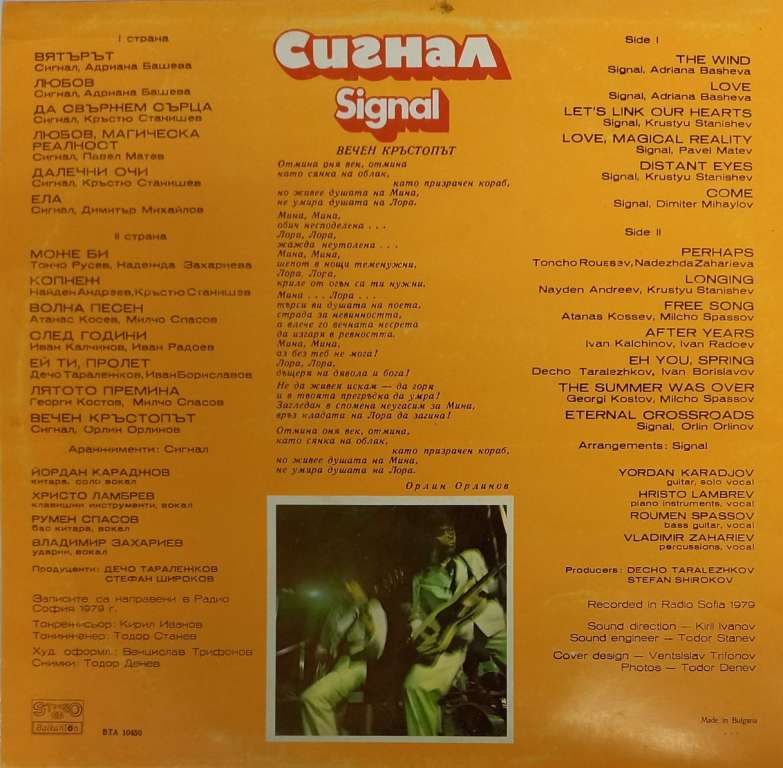 Сигнал
Signal
I страна
ВЯТЪРЪТ
Сигнал, Адриана Башева
ЛЮБОВ
Сигнал, Адриана Башева
ДА СВЪРЖЕМ СЪРЦА
Сигнал, Кръстю Станишев
ЛЮБОВ, МАГИЧЕСКА
РЕАЛНОСТ
Сигнал, Павел Матев
ДАЛЕЧНИ ОЧИ
Сигнал, Кръстю Станишев
ЕЛА
Сигнал, Димитър Михайлов
II страна
МОЖЕ БИ
Тончо Русев, Надежда Захариева
КОПНЕЖ
Найден Андреев, Кръстю Станишев
ВОЛНА ПЕСЕН
Атанас Косев, Милчо Спасов
СЛЕД ГОДИНИ
Иван Калчинов, Иван Радоев
ЕЙ ТИ, ПРОЛЕТ
Дечо Таралежков, Иван Бориславов
ЛЯТОТО ПРЕМИНА
Георги Костов, Милчо Спасов
ВЕЧЕН КРЪСТОПЪТ
Сигнал, Орлин Орлинов
Аранжименти: Сигнал
ЙОРДАН КАРАДЖОВ
китара, соло вокал
ХРИСТО ЛАМБРЕВ
клавишни инструменти, вокал
РУМЕН СПАСОВ
бас китара, вокал
ВЛАДИМИР ЗАХАРИЕВ
ударни, вокал
Продуценти: ДЕЧО ТАРАЛЕЖКОВ
СТЕФАН ШИРОКОВ
Записите са направени в Радио
София 1979 г.
Тонрежисьор: Кирил Иванов
Тонинженер: Тодор Станев
Худ. оформл.: Венцислав Трифонов
Снимки: Тодор Денев
STEREO
Balkanton
ВТА 10450
ВЕЧЕН КРЪСТОПЪТ
Отмина оня век, отмина
като сянка на облак,
като призрачен кораб,
но живее душата на Мина,
не умира душата на Лора.
Мина, Мина,
обич несподелена . . .
Лора, Лора,
жажда неутолена . . .
Мина, Мина,
шепот в нощи теменужни,
Лора, Лора,
криле от огън са ти нужни.
Мина . . . Лора . . .
търси ви душата на поета,
страда за невинността,
а влече го вечната несрета
да изгаря в ревността.
Мина, Мина,
аз без теб не мога!
Лора, Лора,
дъщеря на дявола и бога!
Не да живея искам — да горя
и в твоята прегръдка да умра!
Загледан в спомена неугасим за Мина,
връз кладата на Лора да загина!
Отмина оня век, отмина,
като сянка на облак,
като призрачен кораб,
но живее душата на Мина,
не умира душата на Лора.
Орлин Орлинов
Side I
THE WIND
Signal, Adriana Basheva
LOVE
Signal, Adriana Basheva
LET'S LINK OUR HEARTS
Signal, Krustyu Stanishev
LOVE, MAGICAL REALITY
Signal, Pavel Matev
DISTANT EYES
Signal, Krustyu Stanishev
COME
Signal, Dimiter Mihaylov
Side II
PERHAPS
Toncho Roussev, Nadezda Zaharieva
LONGING
Nayden Andreev, Krustyu Stanishev
FREE SONG
Atanas Kossev, Milcho Spassov
AFTER YEARS
Ivan Kalchinov, Ivan Radoev
EH YOU, SPRING
Decho Taralezhkov, Ivan Borislavov
THE SUMMER WAS OVER
Georgi Kostov, Milcho Spassov
ETERNAL CROSSROADS
Signal, Orlin Orlinov
Arrangements: Signal
YORDAN KARADJOV
guitar, solo vocal
HRISTO LAMBREV
piano instruments, vocal
ROUMEN SPASSOV
bass guitar, vocal
VLADIMIR ZAHARIEV
percussions, vocal
Producers: DECHO TARALEZHKOV
STEFAN SHIROKOV
Recorded in Radio Sofia 1979
Sound direction — Kiril Ivanov
Sound engineer — Todor Stanev
Cover design — Ventsislav Trifonov
Photos — Todor Denev
Made in Bulgaria